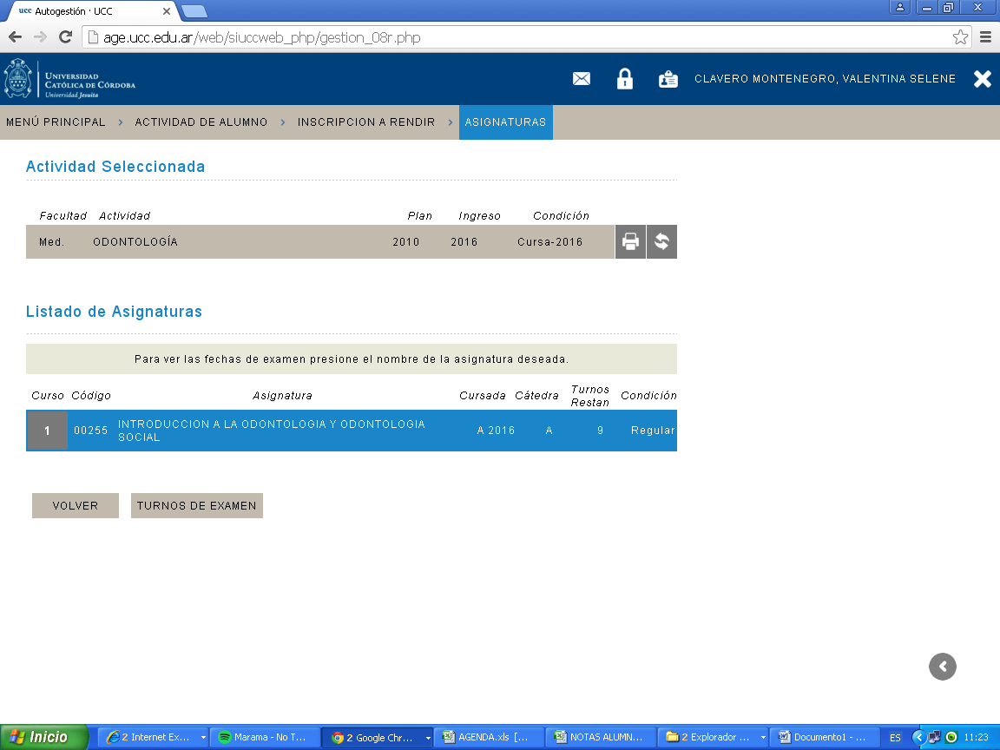 ucc Autogestión · UCC
age.ucc.edu.ar/web/siuccweb_php/gestion_08r.php
UNIVERSIDAD
CATÓLICA DE CÓRDOBA
Universidad Jesuita
CLAVERO MONTENEGRO, VALENTINA SELENE
MENÚ PRINCIPAL > ACTIVIDAD DE ALUMNO > INSCRIPCION A RENDIR > ASIGNATURAS
Actividad Seleccionada
Facultad Actividad Plan Ingreso Condición
Med. ODONTOLOGÍA 2010 2016 Cursa-2016
Listado de Asignaturas
Para ver las fechas de examen presione el nombre de la asignatura deseada.
Curso Código Asignatura Cursada Cátedra Turnos Restan Condición
1 00255 INTRODUCCION A LA ODONTOLOGIA Y ODONTOLOGIA SOCIAL A 2016 A 9 Regular
VOLVER TURNOS DE EXAMEN
Inicio 2 Internet Ex... Marama - No T... 2 Google Chr... AGENDA.xls [... NOTAS ALUMN... 2 Explorador ... Documento1 - ... ES 11:23